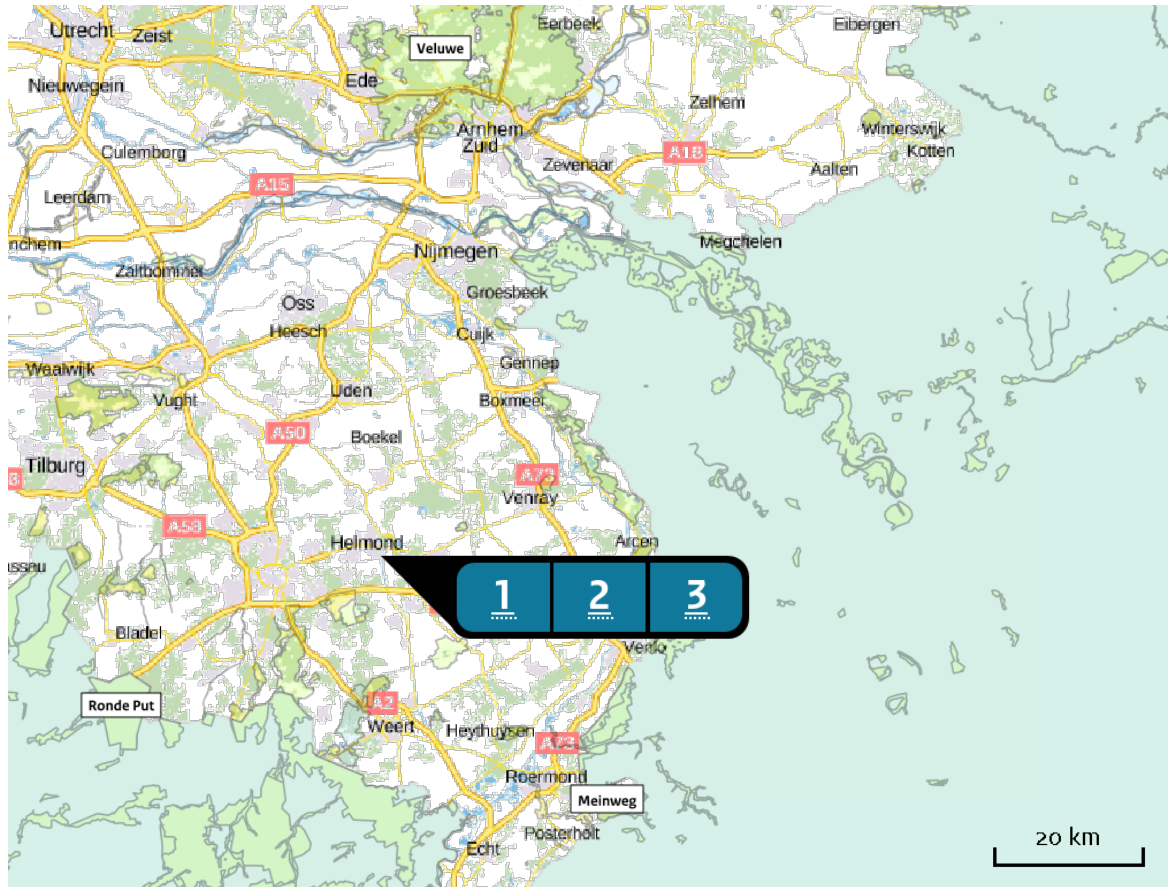 Utrecht
Zeist
Veluwe
Eerbeek
Eibergen
Nieuwegein
Ede
Zelhem
Arnhem
Zuid
Winterswijk
Kotten
Culemborg
Zevenaar
A18
Aalten
A15
Leerdam
nchem
Megchelen
Nijmegen
Zaltbommel
Groesbeek
Oss
Heesch
Cuijk
Waalwijk
Gennep
Uden
Vught
Boxmeer
A50
Boekel
Tilburg
A73
Venray
A58
Helmond
Arcen
ssau
1
2
3
Bladel
Venlo
Ronde Put
A2
Weert
Heythuysen
A73
Roermond
Meinweg
Posterholt
Echt
20 km